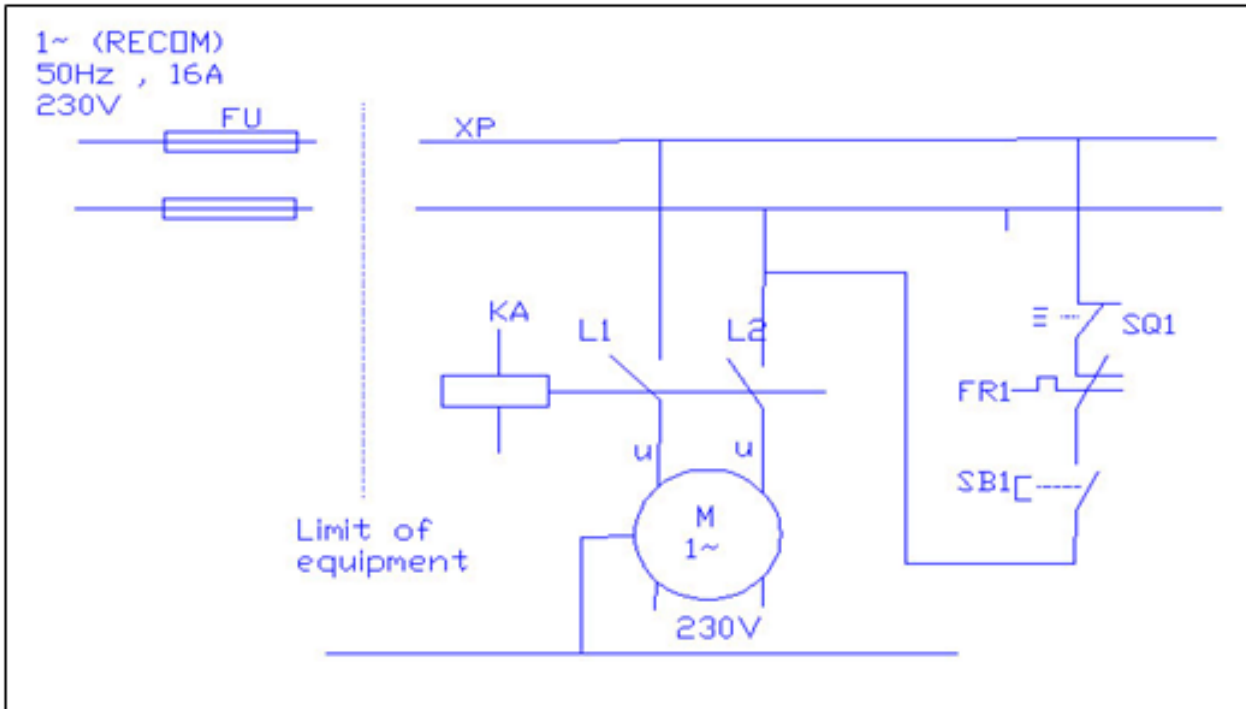 1~ (RECOM)
50Hz , 16A
230V
FU
XP
KA
L1
L2
SQ1
FR1
u
u
SB1
M
1~
Limit of
equipment
230V